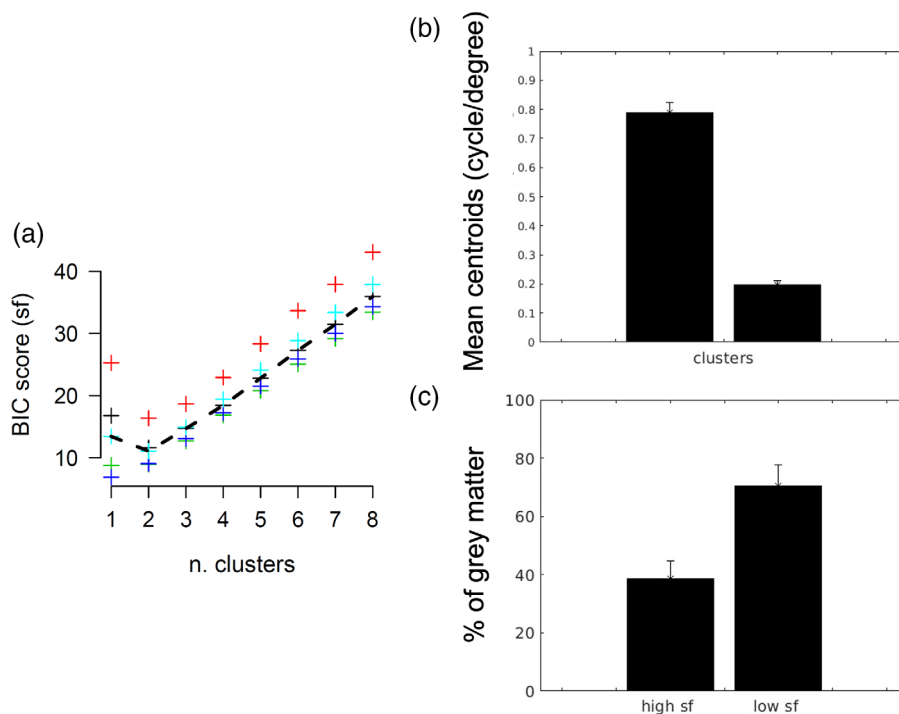 (a)
BIC score (sf)
40
30
20
10
1 2 3 4 5 6 7 8
n. clusters
(b)
Mean centroids (cycle/degree)
1
0.9
0.8
0.7
0.6
0.5
0.4
0.3
0.2
0.1
0
clusters
(c)
% of grey matter
100
80
60
40
20
0
high sf low sf